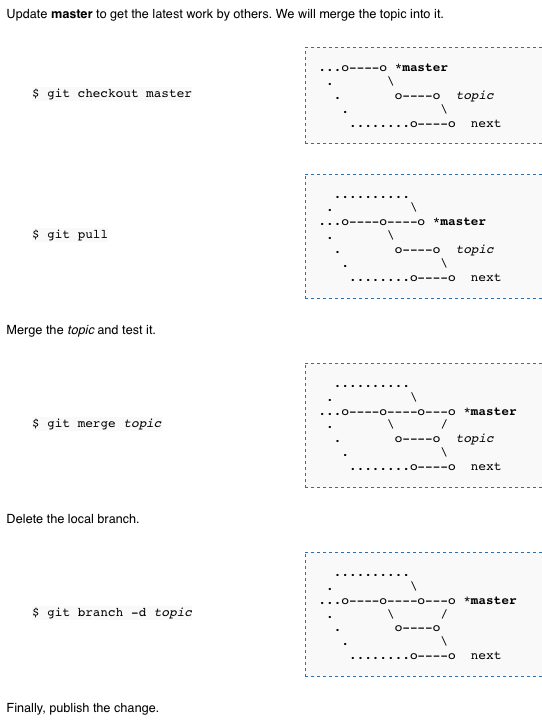 Update master to get the latest work by others. We will merge the topic into it.
$ git checkout master
...o----o *master
 .       \
  .       o----o  topic
   .            \
    ........o----o  next
$ git pull
  ..........
 .          \
...o----o----o *master
 .       \
  .       o----o  topic
   .            \
    ........o----o  next
Merge the topic and test it.
$ git merge topic
  ..........
 .          \
...o----o----o---o *master
 .       \      /
  .       o----o  topic
   .            \
    ........o----o  next
Delete the local branch.
$ git branch -d topic
  ..........
 .          \
...o----o----o---o *master
 .       \      /
  .       o----o
   .            \
    ........o----o  next
Finally, publish the change.